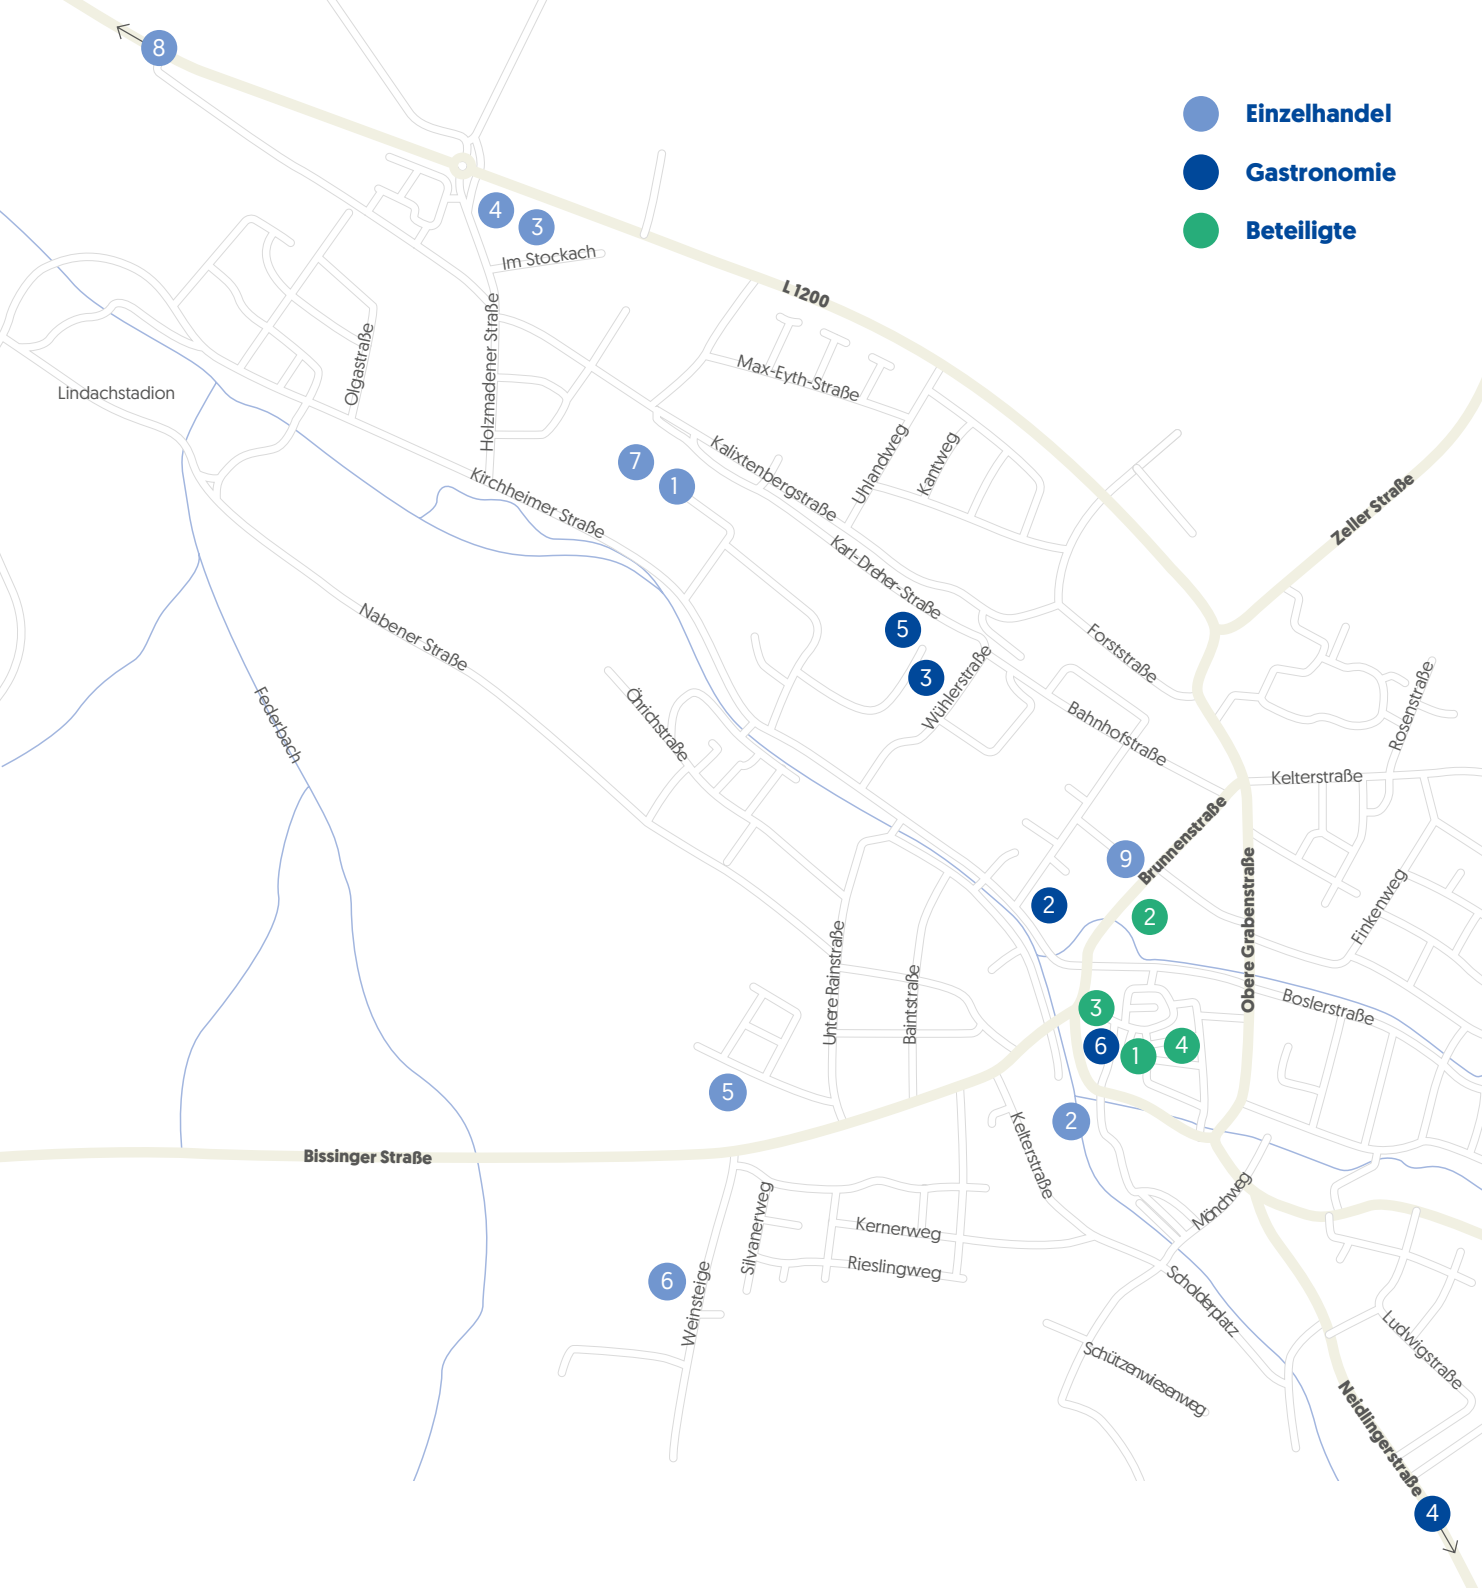 8
Einzelhandel
Gastronomie
Beteiligte
4
3
Im Stockach
L 1200
Holzmadener Straße
Olgastraße
Lindachstadion
Max-Eyth-Straße
Uhlandweg
Kantweg
Kalixtenbergstraße
7
1
Kirchheimer Straße
Zeller Straße
Karl-Dreher-Straße
5
3
Wühlerstraße
Forststraße
Nabener Straße
Federbach
Öhrichstraße
Bahnhofstraße
Rosenstraße
Kelterstraße
Brunnenstraße
9
2
2
Obere Grabenstraße
Finkenweg
Untere Rainstraße
Baintstraße
Boslerstraße
3
6
1
4
5
2
Bissinger Straße
Kelterstraße
Mönchweg
Silvanerweg
Kernerweg
Rieslingweg
6
Weinsteige
Scholderplatz
Schützenwiesenweg
Ludwigstraße
Neidlingerstraße
4